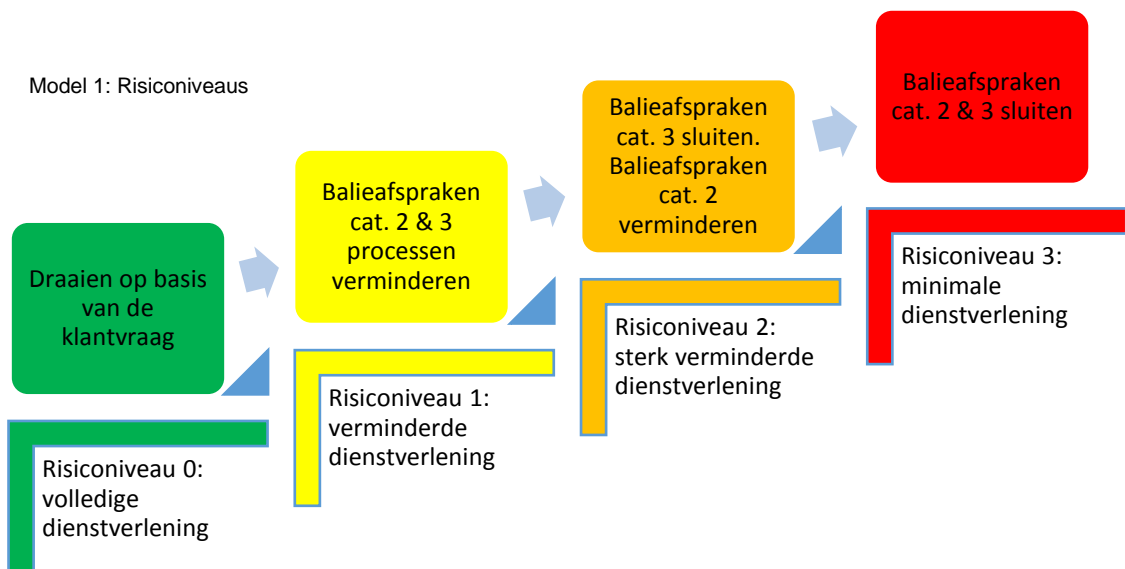 Model 1: Risiconiveaus
Draaien op basis
van de
klantvraag
Risiconiveau 0:
volledige
dienstverlening
Balieafspraken
cat. 2 & 3
processen
verminderen
Risiconiveau 1:
verminderde
dienstverlening
Balieafspraken
cat. 3 sluiten.
Balieafspraken
cat. 2
verminderen
Risiconiveau 2:
sterk verminderde
dienstverlening
Balieafspraken
cat. 2 & 3 sluiten
Risiconiveau 3:
minimale
dienstverlening